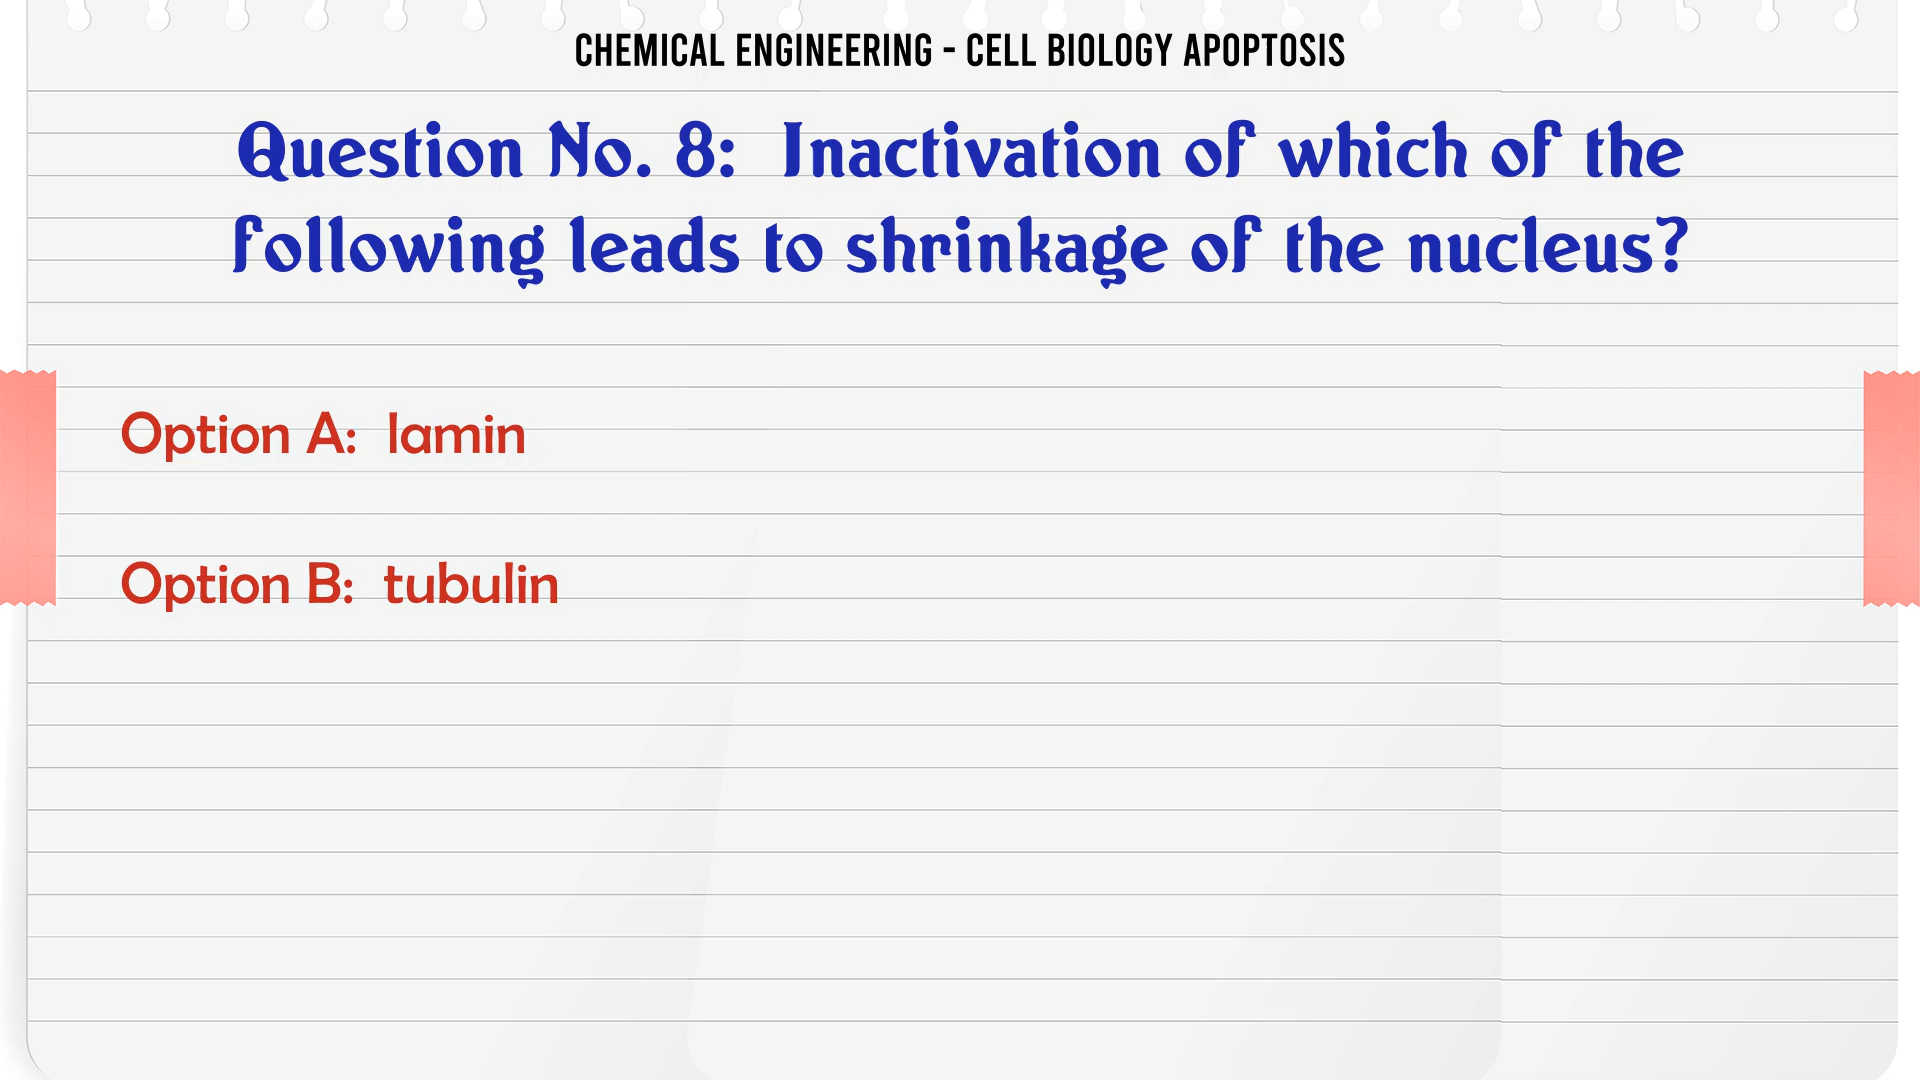 CHEMICAL ENGINEERING - CELL BIOLOGY APOPTOSIS
Question No. 8: Inactivation of which of the
following leads to shrinkage of the nucleus?
Option A: lamin
Option B: tubulin